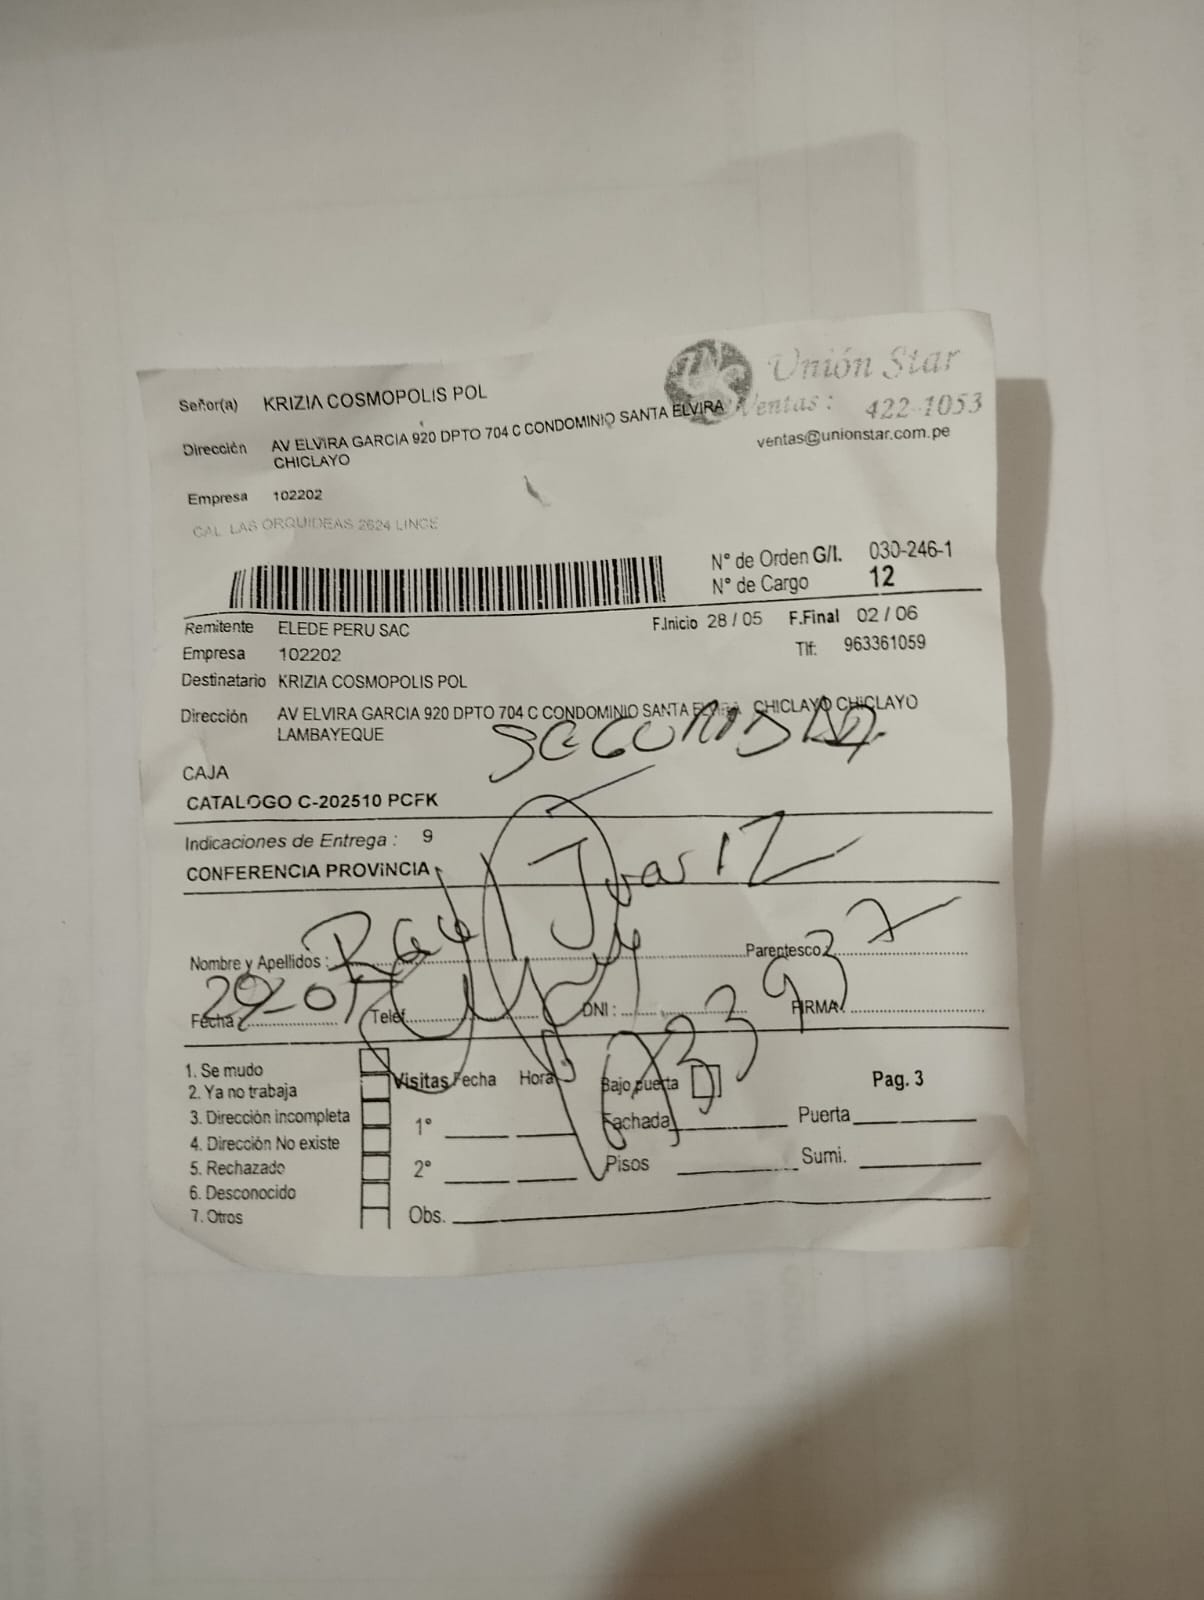 Unión Star
Señor(a) KRIZIA COSMOPOLIS POL
Ventas: 422-1053
Dirección AV ELVIRA GARCIA 920 DPTO 704 C CONDOMINIO SANTA ELVIRA
CHICLAYO
ventas@unionstar.com.pe
Empresa 102202
CAL LAS ORQUIDEAS 2624 LINCE
N° de Orden G/I. 030-246-1
N° de Cargo 12
Remitente ELEDE PERU SAC
F.Inicio 28 / 05 F.Final 02 / 06
Empresa 102202
Tlf: 963361059
Destinatario KRIZIA COSMOPOLIS POL
Dirección AV ELVIRA GARCIA 920 DPTO 704 C CONDOMINIO SANTA ELVIRA CHICLAYO CHICLAYO
LAMBAYEQUE
SEGURIDAD.
CAJA
CATALOGO C-202510 PCFK
Indicaciones de Entrega : 9
CONFERENCIA PROVINCIA
Nombre y Apellidos : Parentesco
Fecha Telef. DNI : FIRMA
1. Se mudo
2. Ya no trabaja
3. Dirección incompleta
4. Dirección No existe
5. Rechazado
6. Desconocido
7. Otros
Visitas Fecha Hora Bajo puerta Pag. 3
1° Fachada Puerta
2° Pisos Sumi.
Obs.